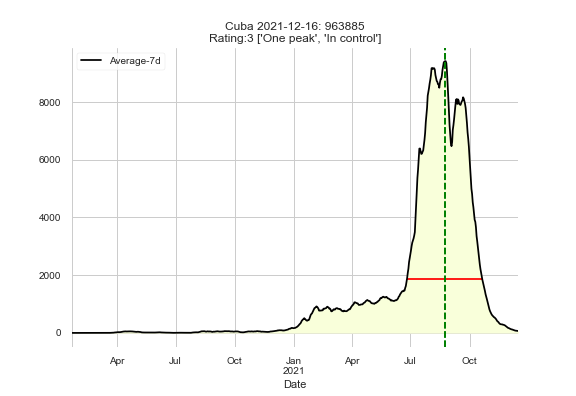 Cuba 2021-12-16: 963885
Rating:3 ['One peak', 'In control']
Average-7d
8000
6000
4000
2000
0
Apr Jul Oct Jan Apr Jul Oct
2021
Date